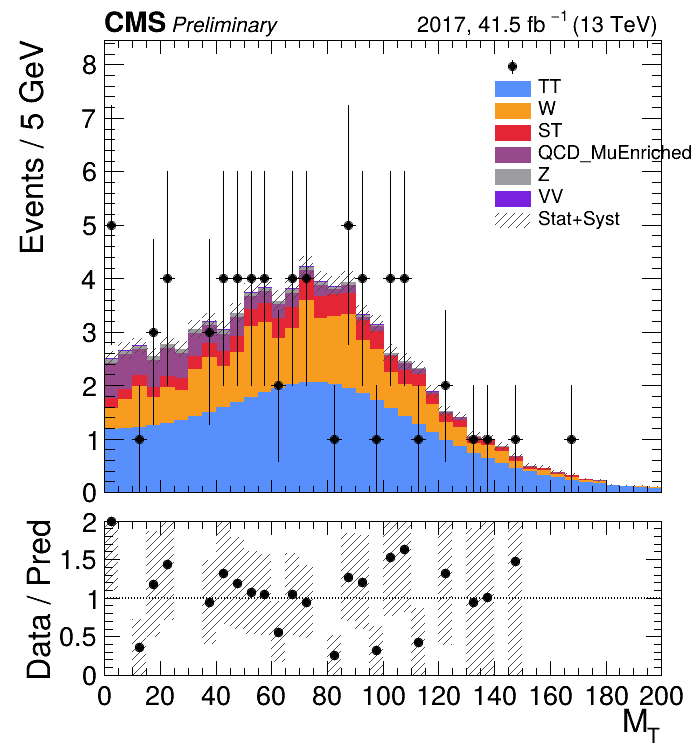 CMS Preliminary 2017, 41.5 fb⁻¹ (13 TeV)
Events / 5 GeV
8
7
6
5
4
3
2
1
0
TT
W
ST
QCD_MuEnriched
Z
VV
Stat+Syst
Data / Pred
2
1.5
1
0.5
0
0 20 40 60 80 100 120 140 160 180 200
M_T